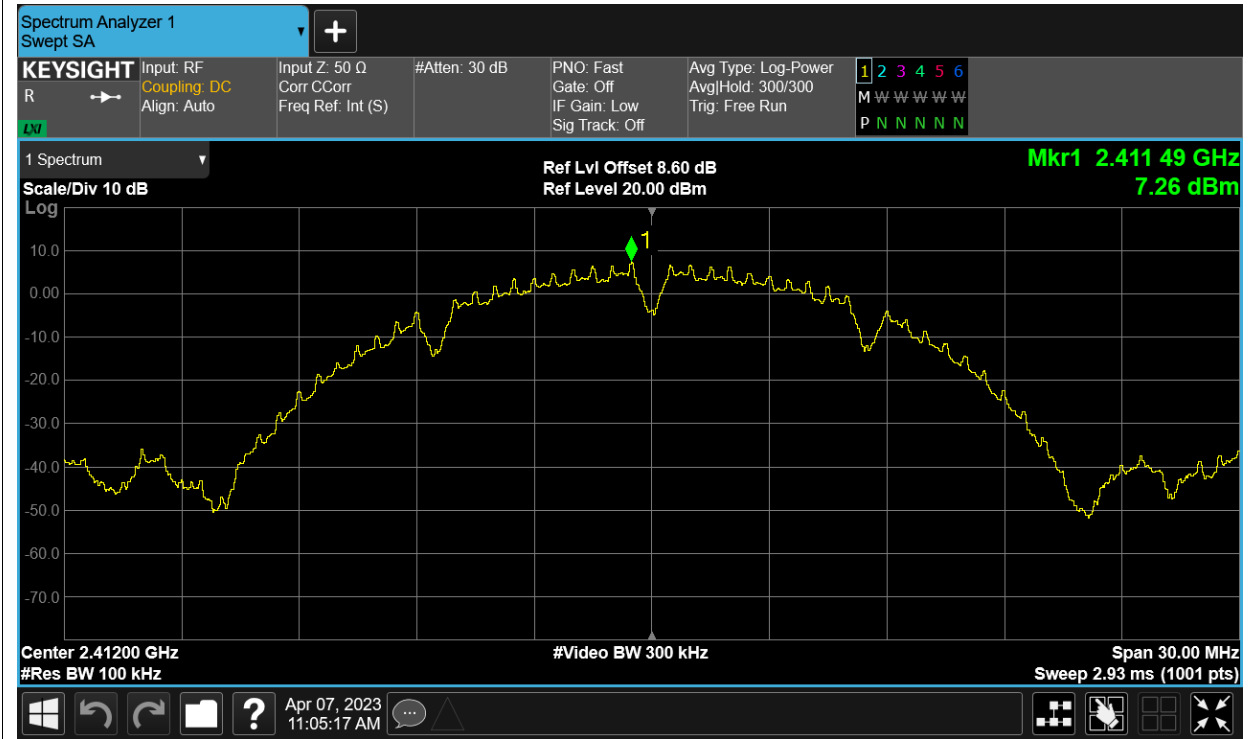 Spectrum Analyzer 1
Swept SA
KEYSIGHT
R
LXI
Input: RF
Coupling: DC
Align: Auto
Input Z: 50 Ω
Corr CCorr
Freq Ref: Int (S)
#Atten: 30 dB
PNO: Fast
Gate: Off
IF Gain: Low
Sig Track: Off
Avg Type: Log-Power
Avg|Hold: 300/300
Trig: Free Run
1 2 3 4 5 6
M W W W W W
P N N N N N
1 Spectrum
Scale/Div 10 dB
Log
Ref Lvl Offset 8.60 dB
Ref Level 20.00 dBm
Mkr1 2.411 49 GHz
7.26 dBm
1
10.0
0.00
-10.0
-20.0
-30.0
-40.0
-50.0
-60.0
-70.0
Center 2.41200 GHz
#Res BW 100 kHz
#Video BW 300 kHz
Span 30.00 MHz
Sweep 2.93 ms (1001 pts)
?
Apr 07, 2023
11:05:17 AM